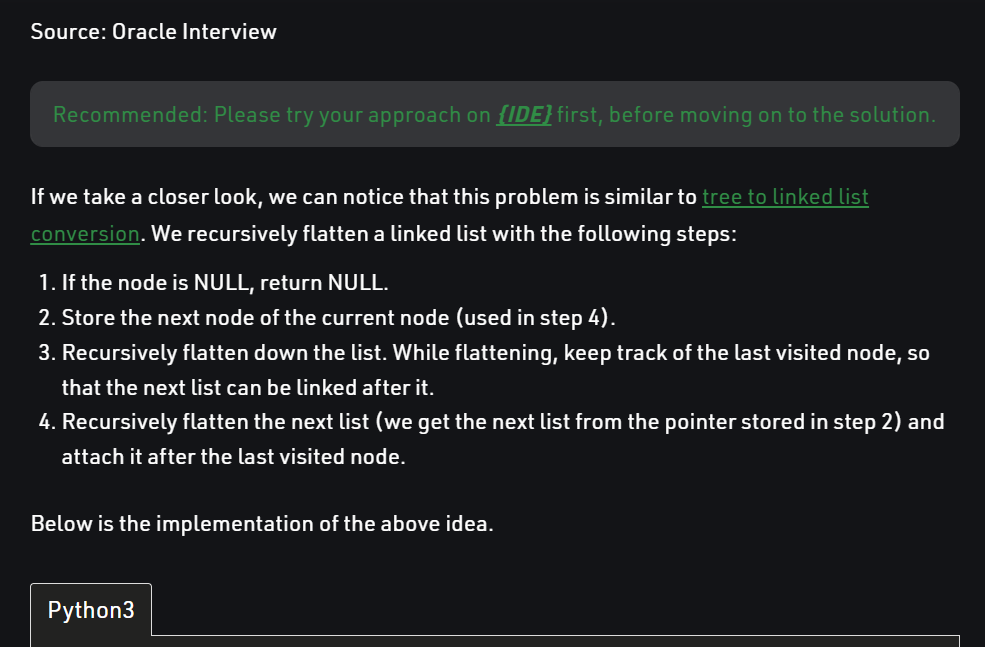 Source: Oracle Interview
Recommended: Please try your approach on {IDE} first, before moving on to the solution.
If we take a closer look, we can notice that this problem is similar to tree to linked list
conversion. We recursively flatten a linked list with the following steps:
1. If the node is NULL, return NULL.
2. Store the next node of the current node (used in step 4).
3. Recursively flatten down the list. While flattening, keep track of the last visited node, so
that the next list can be linked after it.
4. Recursively flatten the next list (we get the next list from the pointer stored in step 2) and
attach it after the last visited node.
Below is the implementation of the above idea.
Python3